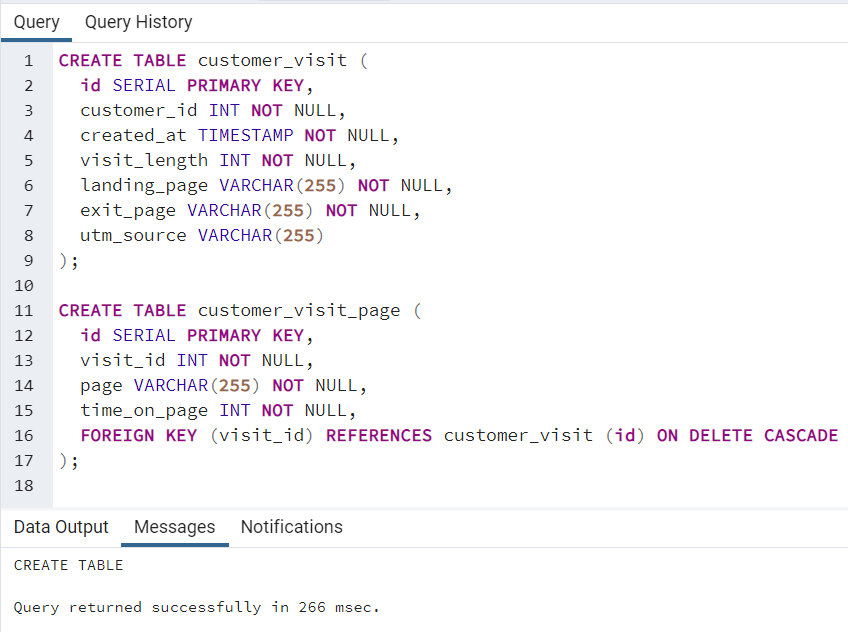 Query Query History
1 CREATE TABLE customer_visit (
2 id SERIAL PRIMARY KEY,
3 customer_id INT NOT NULL,
4 created_at TIMESTAMP NOT NULL,
5 visit_length INT NOT NULL,
6 landing_page VARCHAR(255) NOT NULL,
7 exit_page VARCHAR(255) NOT NULL,
8 utm_source VARCHAR(255)
9 );
10
11 CREATE TABLE customer_visit_page (
12 id SERIAL PRIMARY KEY,
13 visit_id INT NOT NULL,
14 page VARCHAR(255) NOT NULL,
15 time_on_page INT NOT NULL,
16 FOREIGN KEY (visit_id) REFERENCES customer_visit (id) ON DELETE CASCADE
17 );
18
Data Output Messages Notifications
CREATE TABLE
Query returned successfully in 266 msec.